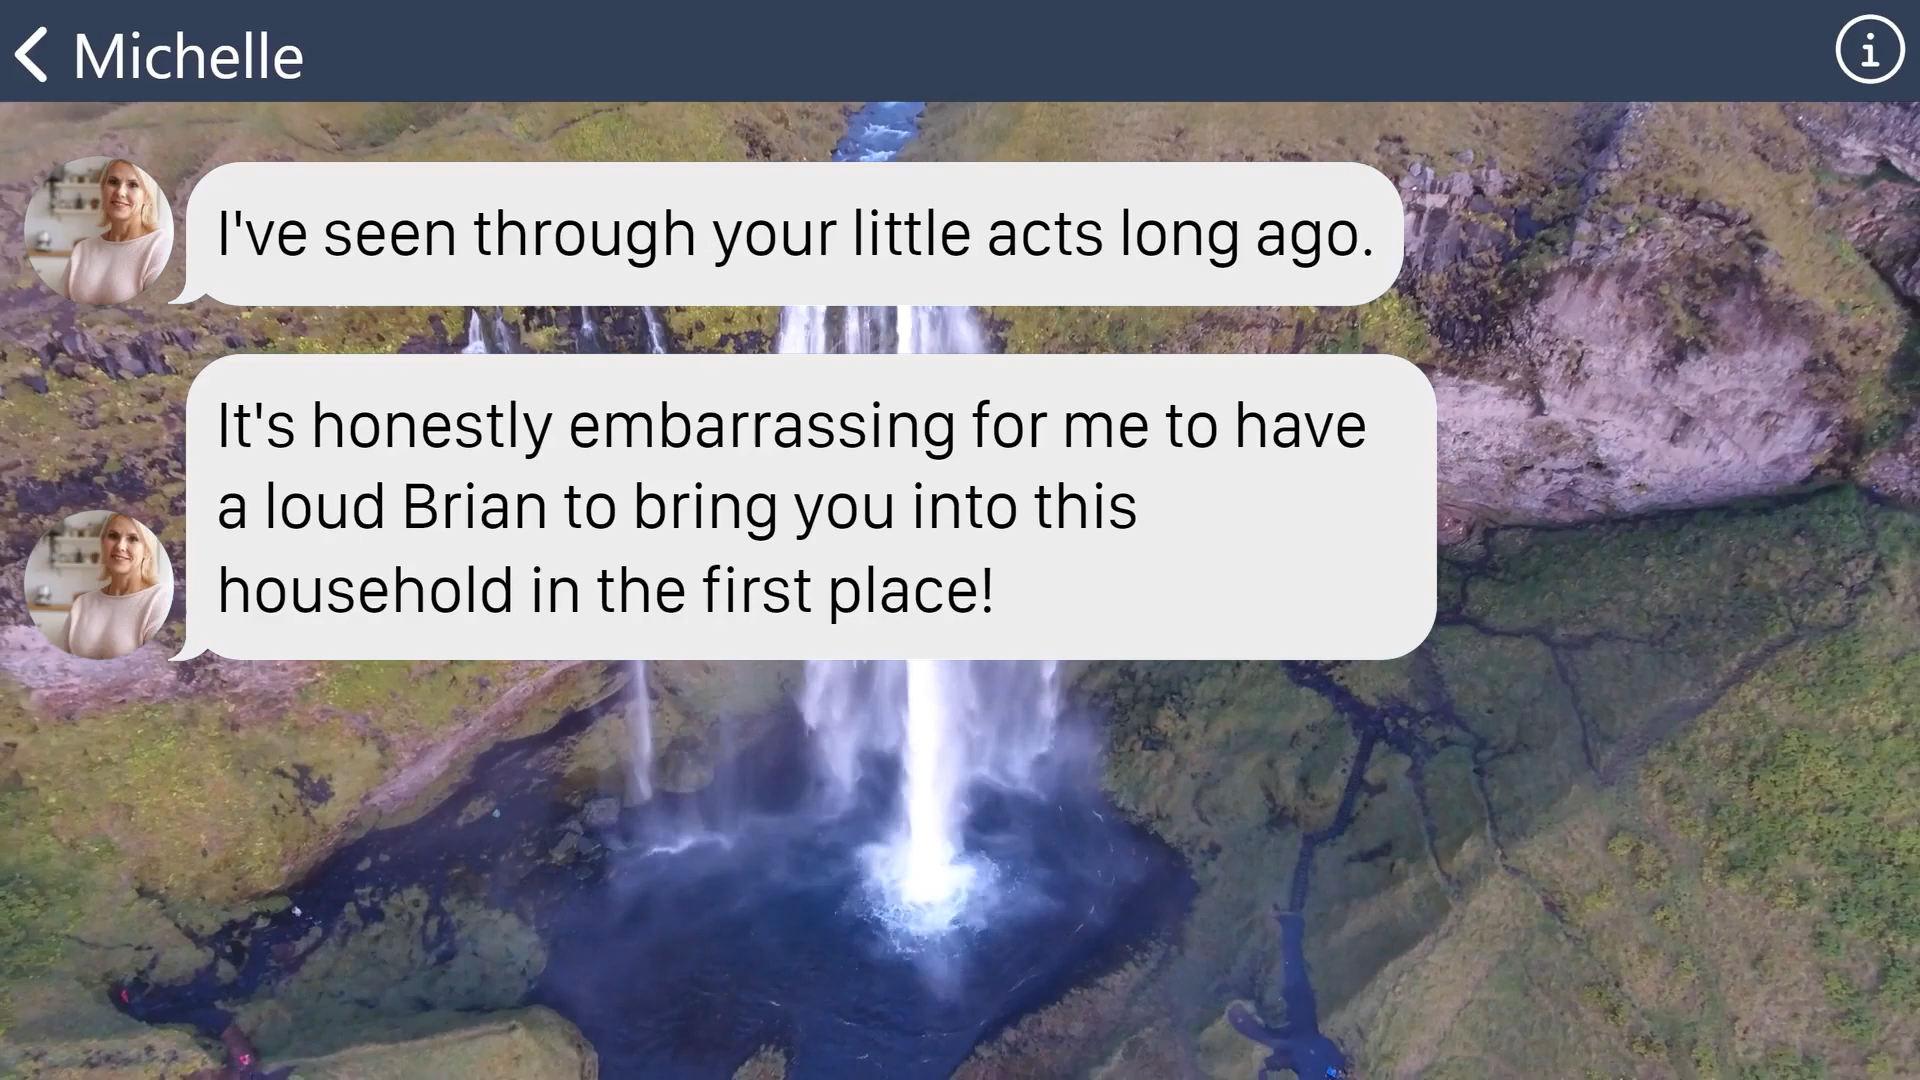 Michelle
I've seen through your little acts long ago.
It's honestly embarrassing for me to have
a loud Brian to bring you into this
household in the first place!